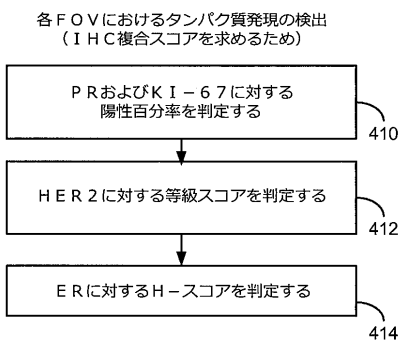 各ＦＯＶにおけるタンパク質発現の検出
（ＩＨＣ複合スコアを求めるため）
ＰＲおよびＫＩ－６７に対する
陽性百分率を判定する
410
ＨＥＲ２に対する等級スコアを判定する
412
ＥＲに対するＨ－スコアを判定する
414